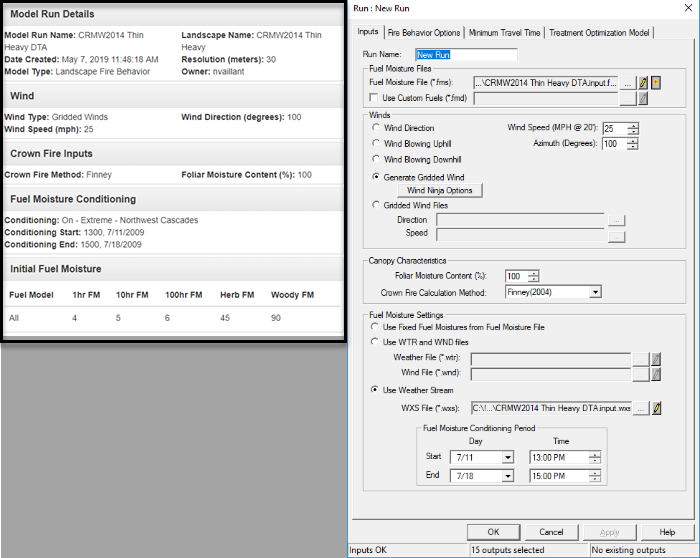 Model Run Details
Model Run Name: CRMW2014 Thin Heavy DTA
Landscape Name: CRMW2014 Thin Heavy
Date Created: May 7, 2019 11:48:18 AM
Resolution (meters): 30
Model Type: Landscape Fire Behavior
Owner: nvaillant
Wind
Wind Type: Gridded Winds
Wind Direction (degrees): 100
Wind Speed (mph): 25
Crown Fire Inputs
Crown Fire Method: Finney
Foliar Moisture Content (%): 100
Fuel Moisture Conditioning
Conditioning: On - Extreme - Northwest Cascades
Conditioning Start: 1300, 7/11/2009
Conditioning End: 1500, 7/18/2009
Initial Fuel Moisture
Fuel Model 1hr FM 10hr FM 100hr FM Herb FM Woody FM
All 4 5 6 45 90
Run : New Run
Inputs Fire Behavior Options Minimum Travel Time Treatment Optimization Model
Run Name: New Run
Fuel Moisture Files
Fuel Moisture File (*.fms): ...\CRMW2014 Thin Heavy DTA.input.f... ...
Use Custom Fuels (*.fmd) ...
Winds
Wind Direction Wind Speed (MPH @ 20'): 25
Wind Blowing Uphill Azimuth (Degrees): 100
Wind Blowing Downhill
Generate Gridded Wind
Wind Ninja Options
Gridded Wind Files
Direction ...
Speed ...
Canopy Characteristics
Foliar Moisture Content (%): 100
Crown Fire Calculation Method: Finney(2004)
Fuel Moisture Settings
Use Fixed Fuel Moistures from Fuel Moisture File
Use WTR and WND files
Weather File (*.wtr): ...
Wind File (*.wnd): ...
Use Weather Stream
WXS File (*.wxs): C:\I...\CRMW2014 Thin Heavy DTA.input.wxs ...
Fuel Moisture Conditioning Period
Day Time
Start 7/11 13:00 PM
End 7/18 15:00 PM
OK Cancel Apply Help
Inputs OK 15 outputs selected No existing outputs